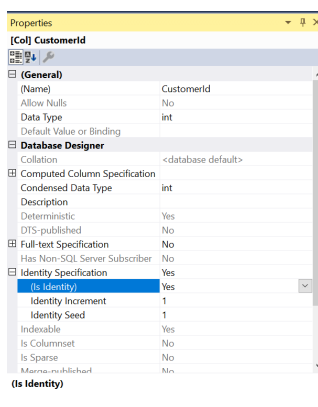 Properties
[Col] CustomerId
(General)
(Name) CustomerId
Allow Nulls No
Data Type int
Default Value or Binding
Database Designer
Collation <database default>
Computed Column Specification
Condensed Data Type int
Description
Deterministic Yes
DTS-published No
Full-text Specification No
Has Non-SQL Server Subscriber No
Identity Specification Yes
(Is Identity) Yes
Identity Increment 1
Identity Seed 1
Indexable Yes
Is Columnset No
Is Sparse No
Merge-published No
(Is Identity)